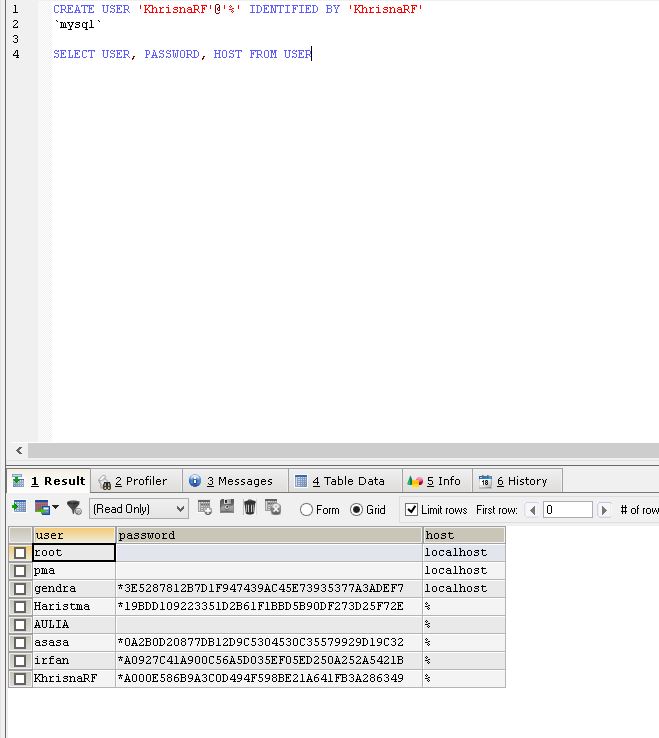 1 CREATE USER 'KhrisnaRF'@'%' IDENTIFIED BY 'KhrisnaRF'
2 `mysql`
3
4 SELECT USER, PASSWORD, HOST FROM USER
1 Result 2 Profiler 3 Messages 4 Table Data 5 Info 6 History
(Read Only) Form Grid Limit rows First row: 0 # of row
user password host
root localhost
pma localhost
gendra *3E5287812B7D1F947439AC45E73935377A3ADEF7 localhost
Haristma *19BDD109223351D2B61F1BBD5B90DF273D25F72E %
AULIA %
asasa *0A2B0D20877DB12D9C5304530C35579929D19C32 %
irfan *A0927C41A900C56A5D035EF05ED250A252A5421B %
KhrisnaRF *A000E586B9A3C0D494F598BE21A641FB3A286349 %